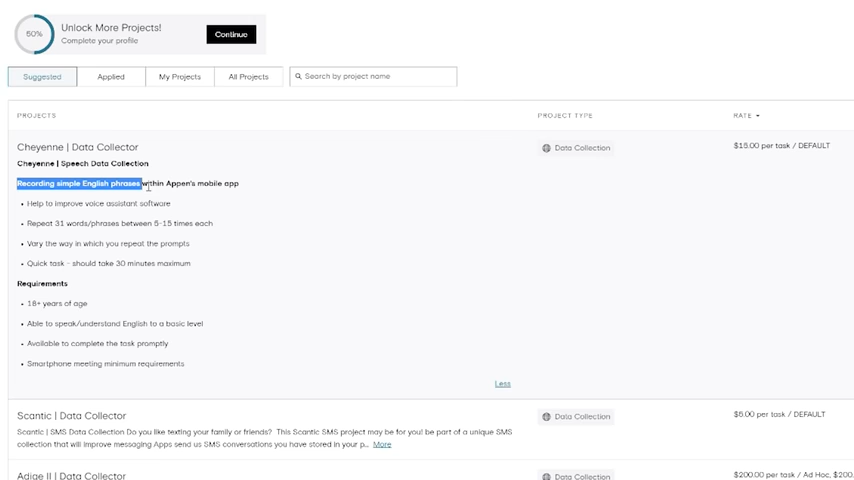 50%
Unlock More Projects!
Complete your profile
Continue
Suggested
Applied
My Projects
All Projects
Search by project name
PROJECTS
PROJECT TYPE
RATE
Cheyenne | Data Collector
Data Collection
$15.00 per task / DEFAULT
Cheyenne | Speech Data Collection
Recording simple English phrases within Appen's mobile app
• Help to improve voice assistant software
• Repeat 31 words/phrases between 5-15 times each
• Vary the way in which you repeat the prompts
• Quick task - should take 30 minutes maximum
Requirements
• 18+ years of age
• Able to speak/understand English to a basic level
• Available to complete the task promptly
• Smartphone meeting minimum requirements
Less
Scantic | Data Collector
Data Collection
$5.00 per task / DEFAULT
Scantic | SMS Data Collection Do you like texting your family or friends? This Scantic SMS project may be for you! be part of a unique SMS
collection that will improve messaging Apps send us SMS conversations you have stored in your p... More
Adige II | Data Collector
Data Collection
$200.00 per task / Ad Hoc, $200.